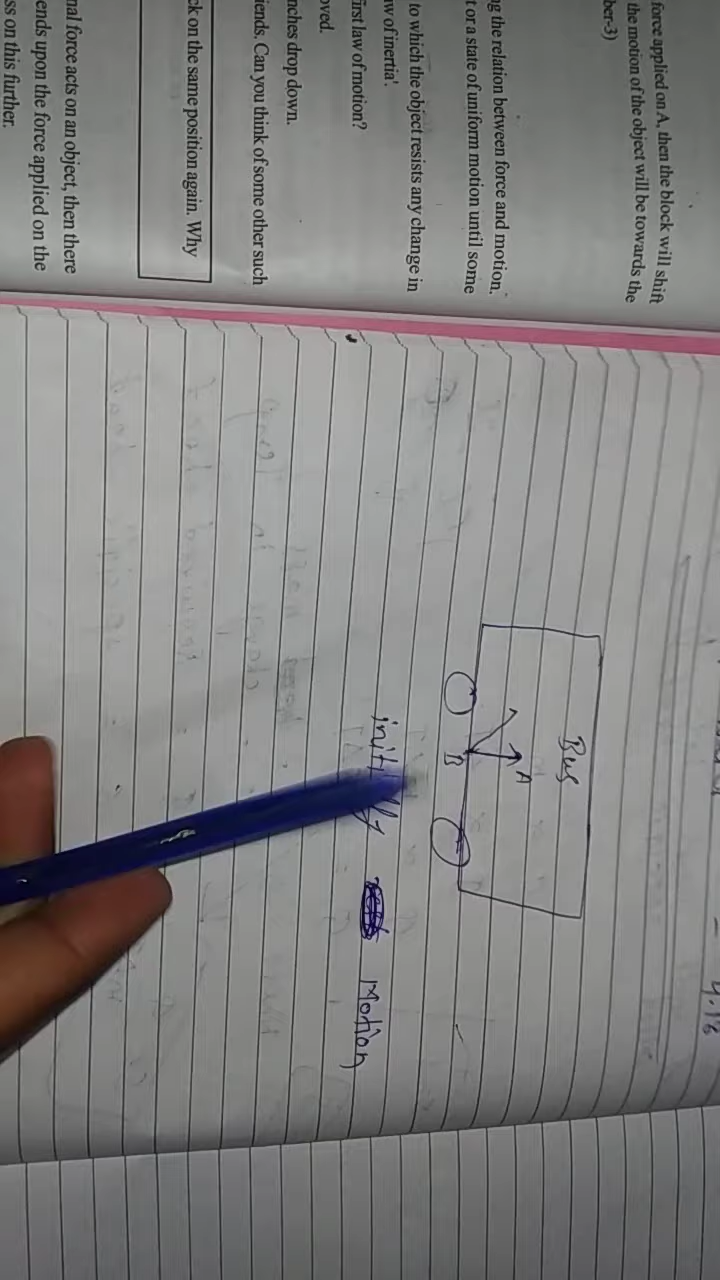 force applied on A, then the block will shift
the motion of the object will be towards the
ber-3)
ng the relation between force and motion.
t or a state of uniform motion until some
to which the object resists any change in
w of inertia'.
First law of motion?
oved.
nches drop down.
iends. Can you think of some other such
ck on the same position again. Why
nal force acts on an object, then there
ends upon the force applied on the
ss on this further.
4.18
Bus
A
B
Motion